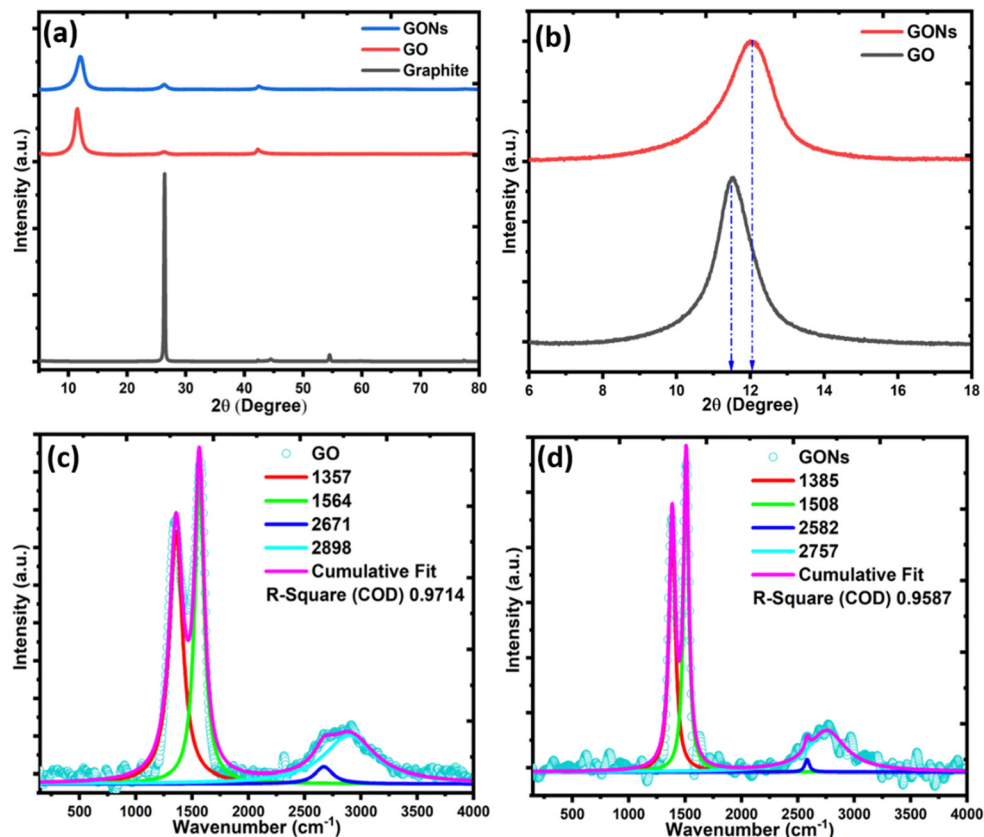 (a)
GONs
GO
Graphite
Intensity (a.u.)
10 20 30 40 50 60 70 80
2θ (Degree)
(b)
GONs
GO
Intensity (a.u.)
6 8 10 12 14 16 18
2θ (Degree)
(c)
GO
1357
1564
2671
2898
Cumulative Fit
R-Square (COD) 0.9714
Intensity (a.u.)
500 1000 1500 2000 2500 3000 3500 4000
Wavenumber (cm⁻¹)
(d)
GONs
1385
1508
2582
2757
Cumulative Fit
R-Square (COD) 0.9587
Intensity (a.u.)
500 1000 1500 2000 2500 3000 3500 4000
Wavenumber (cm⁻¹)